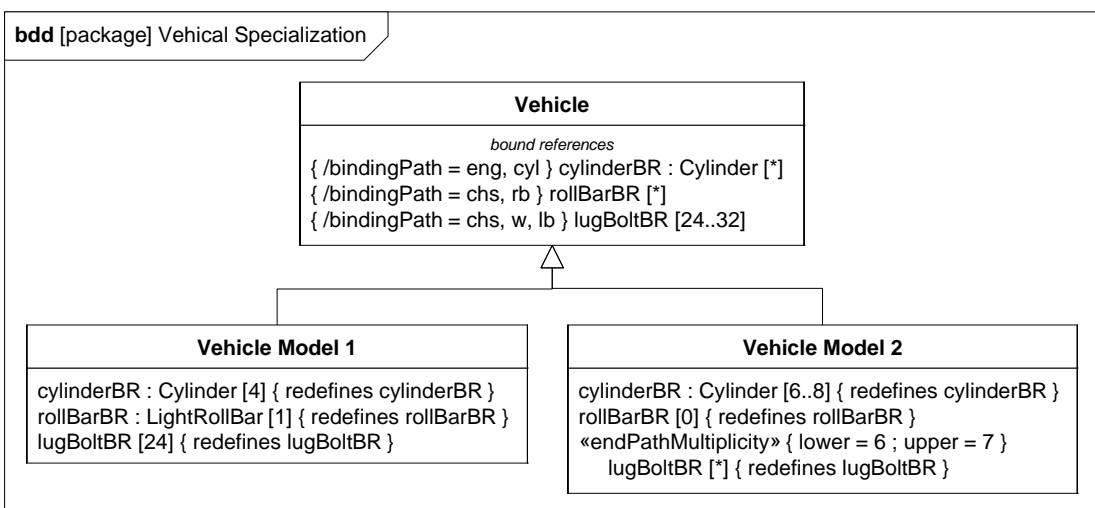 bdd [package] Vehical Specialization
Vehicle
bound references
{ /bindingPath = eng, cyl } cylinderBR : Cylinder [*]
{ /bindingPath = chs, rb } rollBarBR [*]
{ /bindingPath = chs, w, lb } lugBoltBR [24..32]
Vehicle Model 1
cylinderBR : Cylinder [4] { redefines cylinderBR }
rollBarBR : LightRollBar [1] { redefines rollBarBR }
lugBoltBR [24] { redefines lugBoltBR }
Vehicle Model 2
cylinderBR : Cylinder [6..8] { redefines cylinderBR }
rollBarBR [0] { redefines rollBarBR }
«endPathMultiplicity» { lower = 6 ; upper = 7 }
lugBoltBR [*] { redefines lugBoltBR }